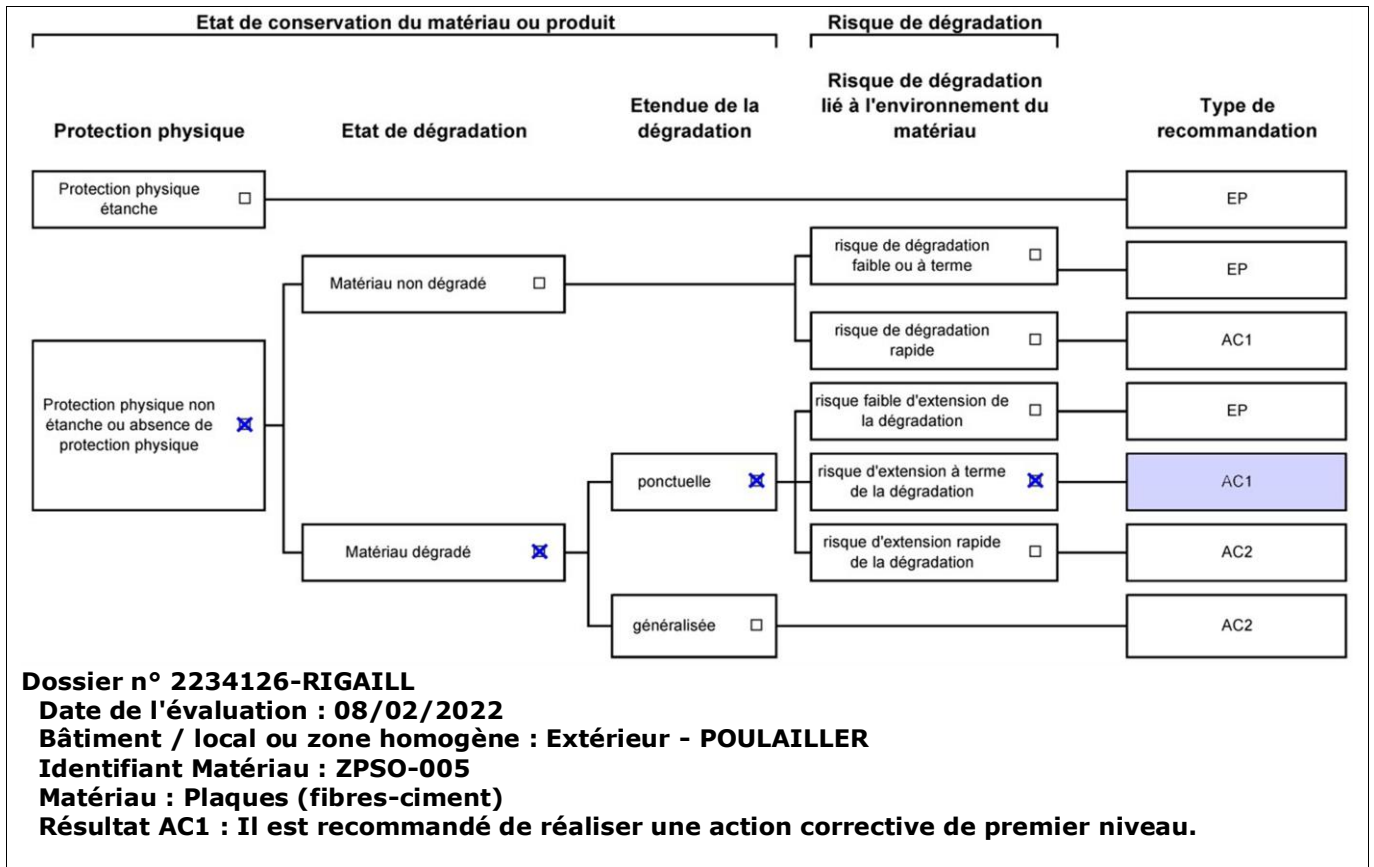 Etat de conservation du matériau ou produit
Risque de dégradation
Protection physique
Etat de dégradation
Etendue de la
dégradation
Risque de dégradation
lié à l'environnement du
matériau
Type de
recommandation
Protection physique
étanche
EP
risque de dégradation
faible ou à terme
EP
Matériau non dégradé
risque de dégradation
rapide
AC1
Protection physique non
étanche ou absence de
protection physique
risque faible d'extension de
la dégradation
EP
ponctuelle
risque d'extension à terme
de la dégradation
AC1
Matériau dégradé
risque d'extension rapide
de la dégradation
AC2
généralisée
AC2
Dossier n° 2234126-RIGAILL
Date de l'évaluation : 08/02/2022
Bâtiment / local ou zone homogène : Extérieur - POULAILLER
Identifiant Matériau : ZPSO-005
Matériau : Plaques (fibres-ciment)
Résultat AC1 : Il est recommandé de réaliser une action corrective de premier niveau.